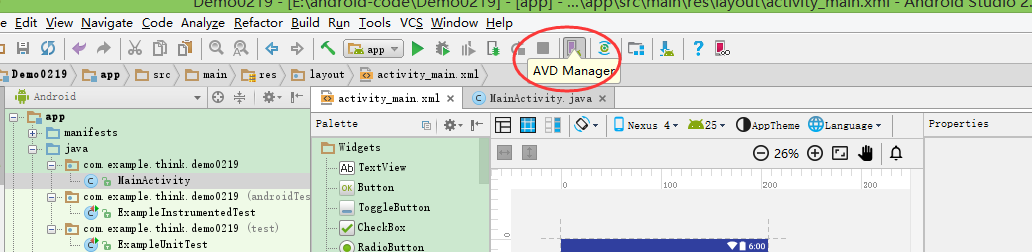 Demo0219 - [E:\android-code\Demo0219] - [app] - ...\app\src\main\res\layout\activity_main.xml - Android Studio 2.
View Navigate Code Analyze Refactor Build Run Tools VCS Window Help
app
AVD Manager
Demo0219 app src main res layout activity_main.xml
Android
activity_main.xml
MainActivity.java
app
manifests
java
com.example.think.demo0219
MainActivity
com.example.think.demo0219 (androidTes
ExampleInstrumentedTest
com.example.think.demo0219 (test)
ExampleUnitTest
Palette
Widgets
Ab TextView
OK Button
ToggleButton
CheckBox
RadioButton
Nexus 4 25 AppTheme Language
26%
0 100 200 300
0
6:00
Properties